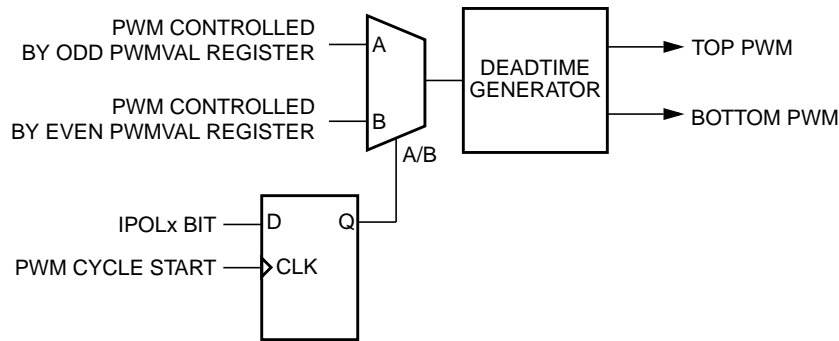 PWM CONTROLLED
BY ODD PWMVAL REGISTER
A
DEADTIME
GENERATOR
TOP PWM
PWM CONTROLLED
BY EVEN PWMVAL REGISTER
B
BOTTOM PWM
A/B
IPOLx BIT
D
Q
PWM CYCLE START
CLK